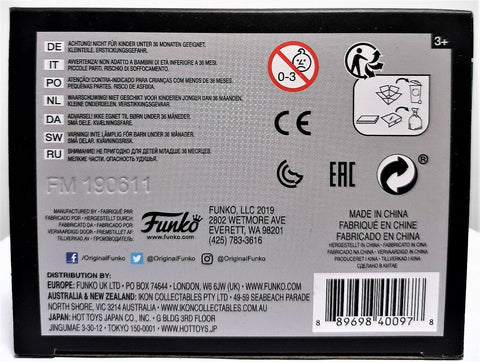 3+
DE ACHTUNG! NICHT FÜR KINDER UNTER 36 MONATEN GEEIGNET.
KLEINTEILE, ERSTICKUNGSGEFAHR.
IT AVVERTENZA! NON ADATTO A BAMBINI DI ETÀ INFERIORE A 36 MESI.
PICCOLE PARTI. RISCHIO DI SOFFOCAMENTO.
PO ATENÇÃO! CONTRA-INDICADO PARA CRIANÇAS COM MENOS DE 36 MESES.
PEQUENAS PARTES. RISCO DE ASFIXIA.
NL WAARSCHUWING! NIET GESCHIKT VOOR KINDEREN JONGER DAN 36 MAANDEN.
KLEINE ONDERDELEN. VERSTIKKINGSGEVAAR.
DA ADVARSEL! IKKE EGNET TIL BØRN UNDER 36 MÅNEDER.
SMÅ DELE. KVÆLNINGSFARE.
SW VARNING! INTE LÄMPLIG FÖR BARN UNDER 36 MÅNADER.
SMÅ DELAR. KVÄVNINGSRISK.
RU ВНИМАНИЕ! НЕ ПРИГОДНО ДЛЯ ДЕТЕЙ МЛАДШЕ 36 МЕСЯЦЕВ.
МЕЛКИЕ ЧАСТИ. ОПАСНОСТЬ УДУШЬЯ.
0-3
CE
EAC
FM 190611
MANUFACTURED BY • FABRIQUÉ PAR
FABRICADO POR • HERGESTELLT DURCH
FABRICATO DA • FABRICADO POR
VERVAARDIGD DOOR • FREMSTILLET AF
TILLVERKAD AV • ПРОИЗВОДИТЕЛЬ
Funko
www.funko.com
FUNKO, LLC 2019
2802 WETMORE AVE
EVERETT, WA 98201
(425) 783-3616
MADE IN CHINA
FABRIQUÉ EN CHINE
FABRICADO EN CHINA
HERGESTELLT IN CHINA • FABBRICATO IN CINA
FABRICADO NA CHINA • VERVAARDIGD IN CHINA
PRODUCERET I KINA • TILLVERKAD I KINA
СДЕЛАНО В КИТАЕ
/OriginalFunko @OriginalFunko @OriginalFunko
DISTRIBUTION BY
EUROPE: FUNKO UK LTD • PO BOX 74644 • LONDON, W6 6JW (UK) • WWW.FUNKO.COM
AUSTRALIA & NEW ZEALAND: IKON COLLECTABLES PTY LTD • 49-59 SEABEACH PARADE
NORTH SHORE, VIC 3214 AUSTRALIA • WWW.IKONCOLLECTABLES.COM.AU
JAPAN: HOT TOYS JAPAN CO., LTD • G BLDG 3RD FLOOR
JINGUMAE 3-30-12 • TOKYO 150-0001 • WWW.HOTTOYS.JP
8 89698 40097 8